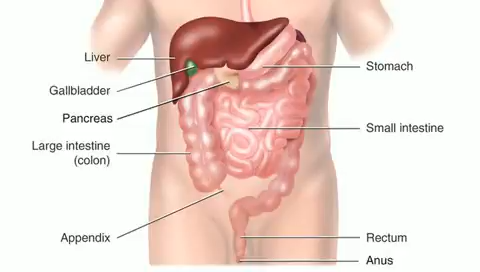 Liver
Gallbladder
Pancreas
Large intestine
(colon)
Appendix
Stomach
Small intestine
Rectum
Anus